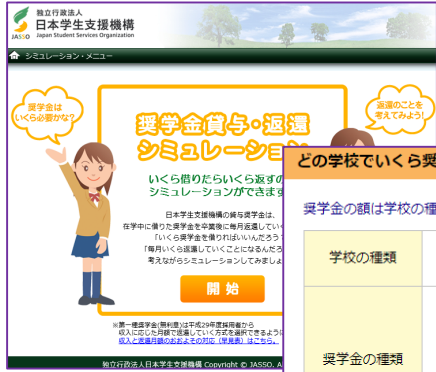 独立行政法人
日本学生支援機構
JASSO Japan Student Services Organization
シミュレーション・メニュー
奨学金は
いくら必要かな?
返還のことを
考えてみよう!
奨学金貸与・返還
シミュレーション
いくら借りたらいくら返すの
シミュレーションができます
日本学生支援機構の貸与奨学金は、
在学中に借りた奨学金を卒業後に毎月返還してい
「いくら奨学金を借りればいいんだろう?
「毎月いくら返還していくことになるんだろ
考えながらシミュレーションしてみましょ
開始
※第一種奨学金(無利息)は平成29年度採用者から
収入に応じた月額で返還していく方式を選択できるように
収入と返還月額のおおよその対応(早見表)はこちら。
独立行政法人日本学生支援機構 Copyright © JASSO. A
どの学校でいくら奨
奨学金の額は学校の種
学校の種類
奨学金の種類